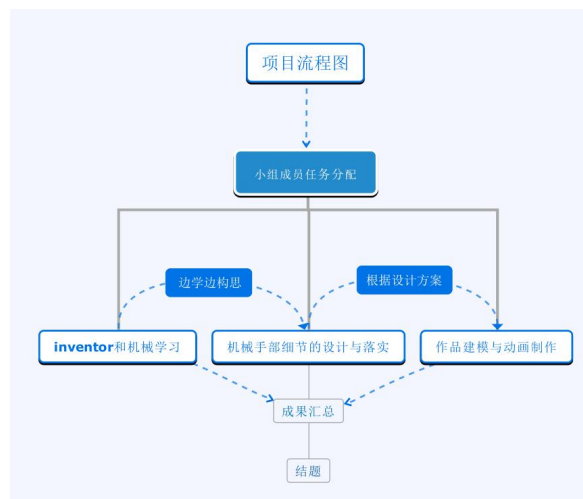 项目流程图
小组成员任务分配
边学边构思
根据设计方案
inventor和机械学习
机械手部细节的设计与落实
作品建模与动画制作
成果汇总
结题